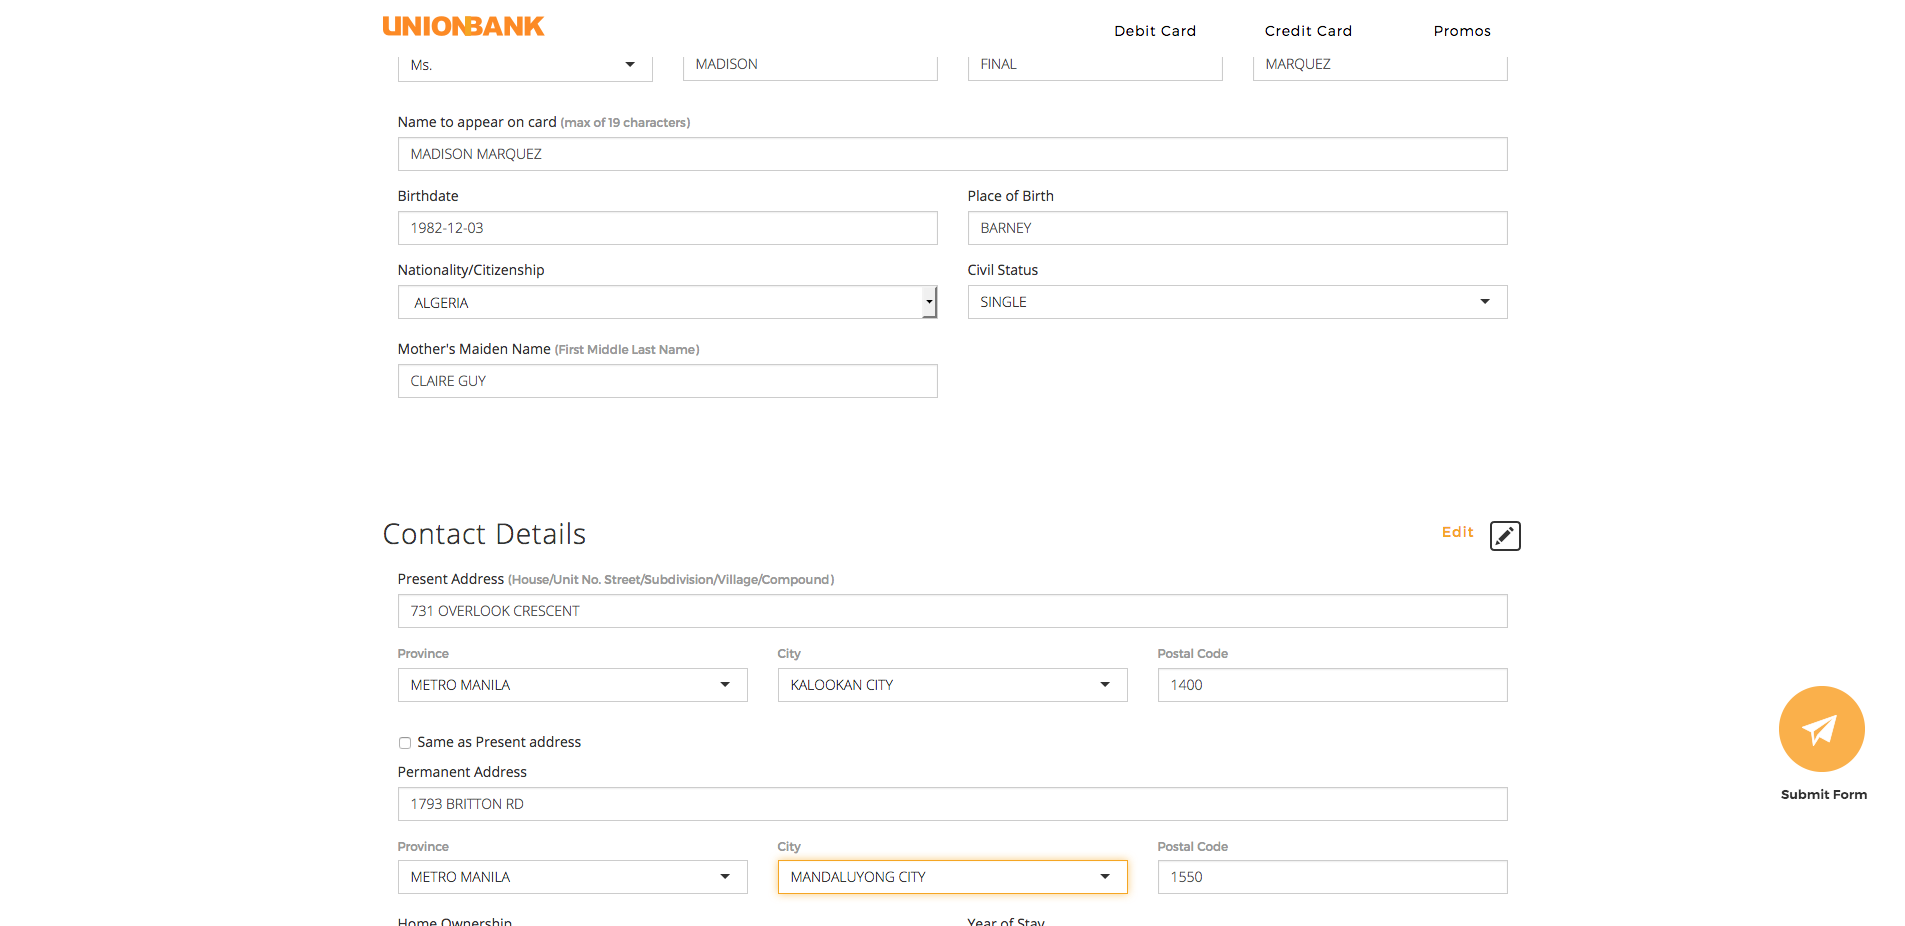 UNIONBANK
Debit Card Credit Card Promos
Ms. MADISON FINAL MARQUEZ
Name to appear on card (max of 19 characters)
MADISON MARQUEZ
Birthdate Place of Birth
1982-12-03 BARNEY
Nationality/Citizenship Civil Status
ALGERIA SINGLE
Mother's Maiden Name (First Middle Last Name)
CLAIRE GUY
Contact Details Edit
Present Address (House/Unit No. Street/Subdivision/Village/Compound)
731 OVERLOOK CRESCENT
Province City Postal Code
METRO MANILA KALOOKAN CITY 1400
Same as Present address
Permanent Address
1793 BRITTON RD
Submit Form
Province City Postal Code
METRO MANILA MANDALUYONG CITY 1550
Home Ownership Year of Stay